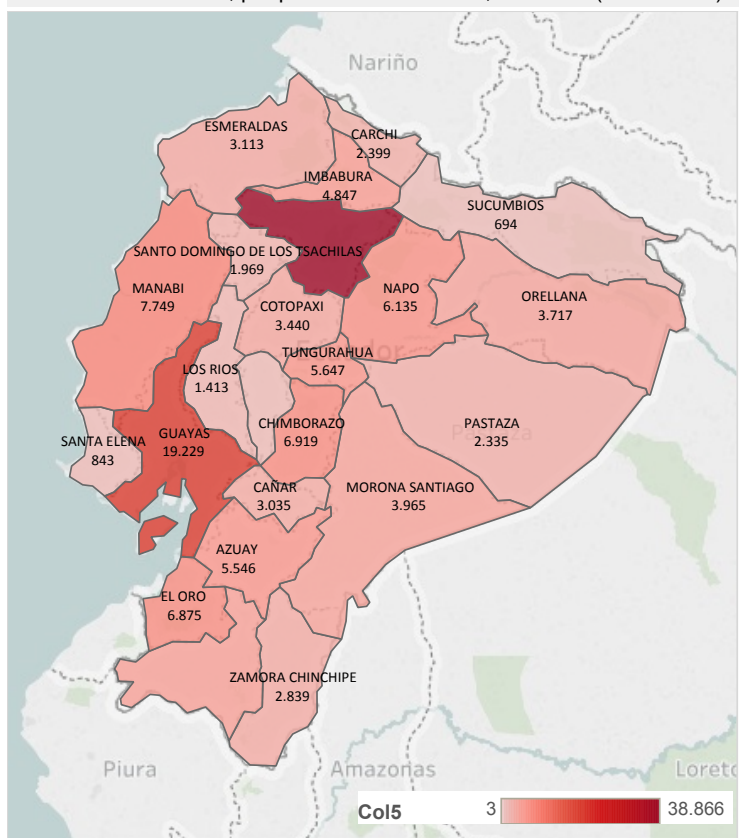 Nariño
ESMERALDAS
3.113
CARCHI
2.399
IMBABURA
4.847
SUCUMBIOS
694
SANTO DOMINGO DE LOS TSACHILAS
1.969
MANABI
7.749
NAPO
6.135
ORELLANA
3.717
COTOPAXI
3.440
TUNGURAHUA
5.647
LOS RIOS
1.413
CHIMBORAZO
6.919
PASTAZA
2.335
SANTA ELENA
843
GUAYAS
19.229
CAÑAR
3.035
MORONA SANTIAGO
3.965
AZUAY
5.546
EL ORO
6.875
ZAMORA CHINCHIPE
2.839
Piura
Amazonas
Loreto
Col5
3
38.866